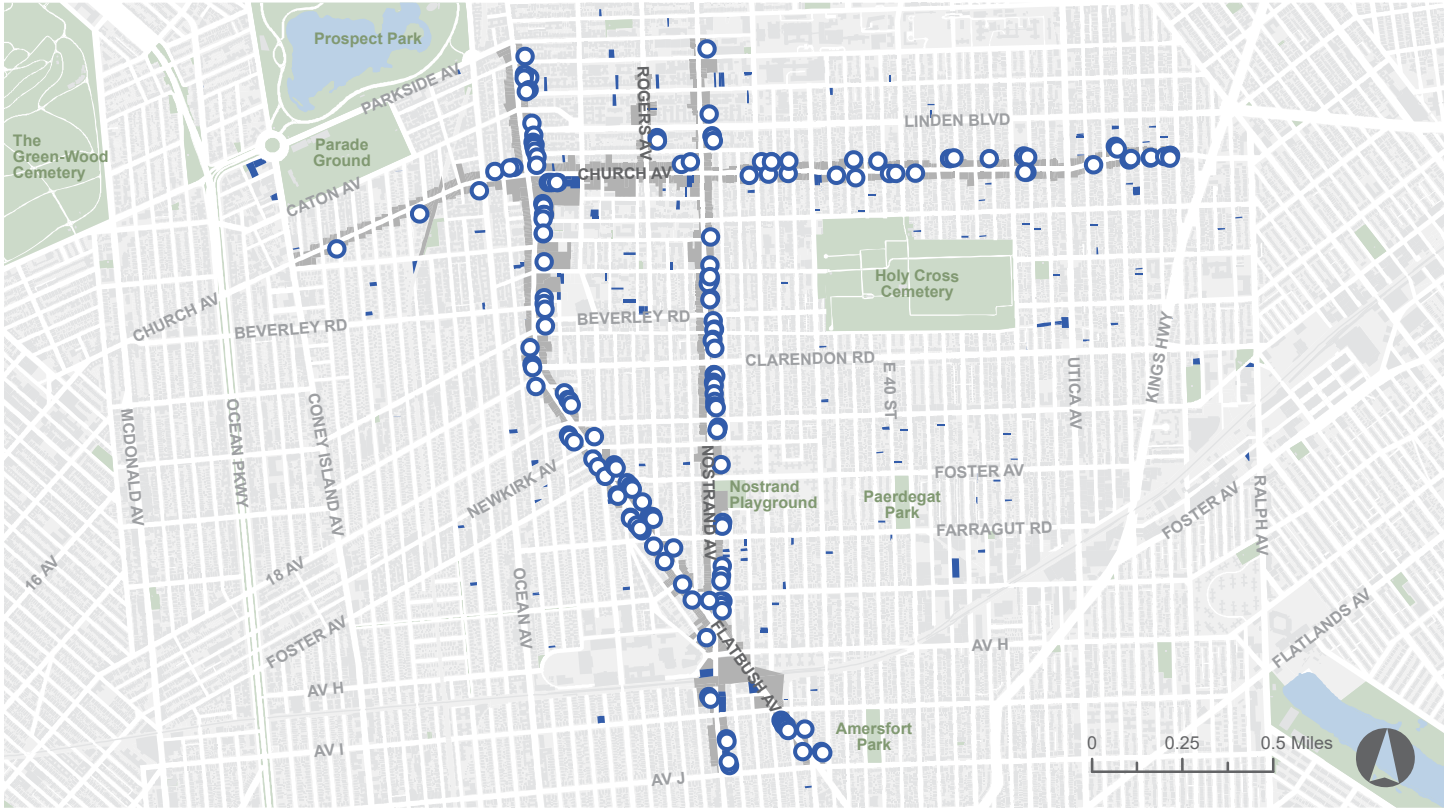 Prospect Park
PARKSIDE AV
ROGERS AV
LINDEN BLVD
The
Green-Wood
Cemetery
Parade
Ground
CHURCH AV
CATON AV
Holy Cross
Cemetery
CHURCH AV
BEVERLEY RD
BEVERLEY RD
CLARENDON RD
KINGS HWY
E 40 ST
UTICA AV
MCDONALD AV
OCEAN PKWY
CONEY ISLAND AV
NEWKIRK AV
NOSTRAND AV
Nostrand
Playground
FOSTER AV
Paerdegat
Park
FARRAGUT RD
FOSTER AV
RALPH AV
16 AV
18 AV
OCEAN AV
FOSTER AV
FLATBUSH AV
AV H
FLATLANDS AV
AV H
AV I
Amersfort
Park
AV J
0 0.25 0.5 Miles